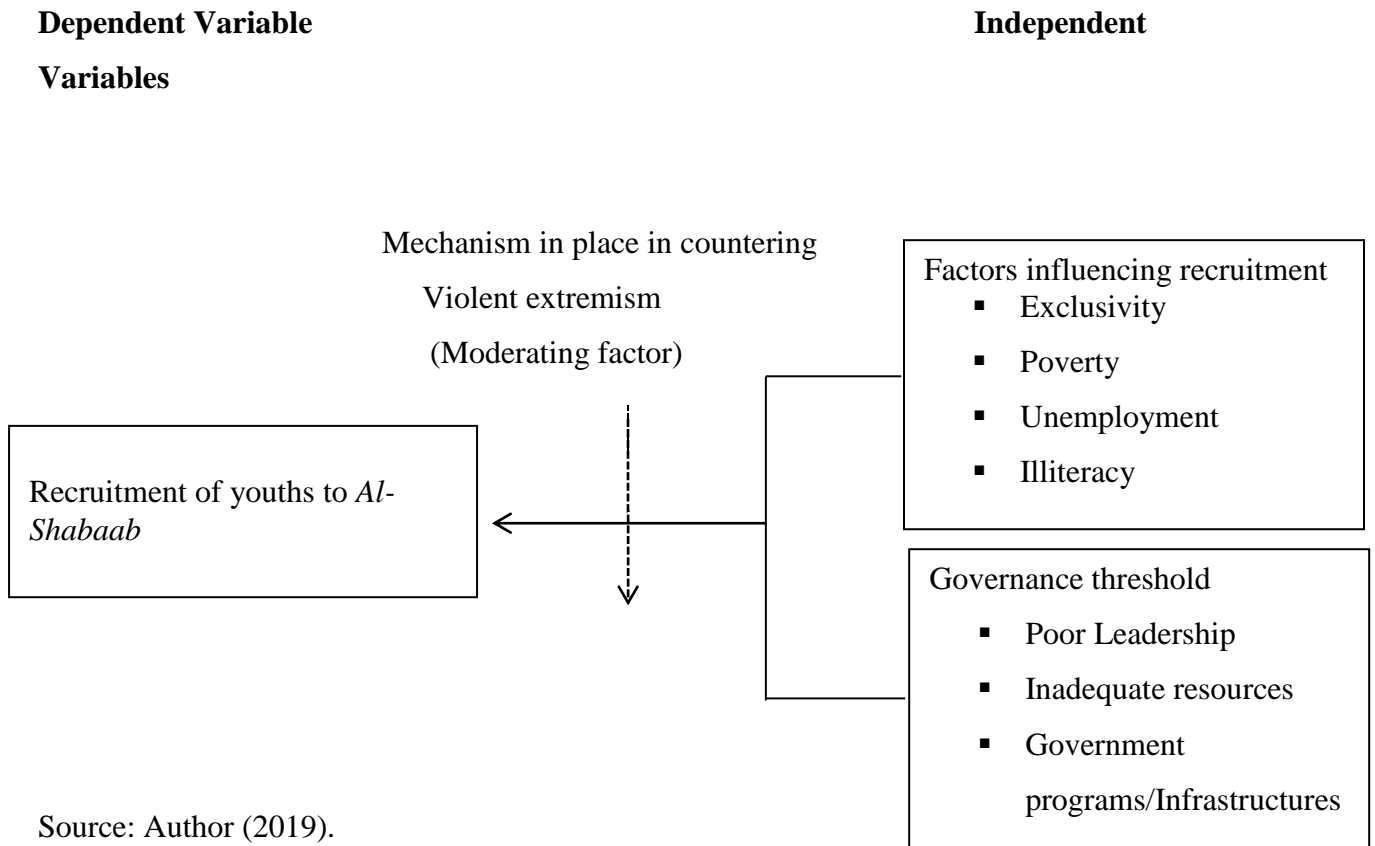 Dependent Variable Independent
Variables
Mechanism in place in countering
Violent extremism
(Moderating factor)
Factors influencing recruitment
▪ Exclusivity
▪ Poverty
▪ Unemployment
▪ Illiteracy
Recruitment of youths to Al-
Shabaab
Governance threshold
▪ Poor Leadership
▪ Inadequate resources
▪ Government
programs/Infrastructures
Source: Author (2019).